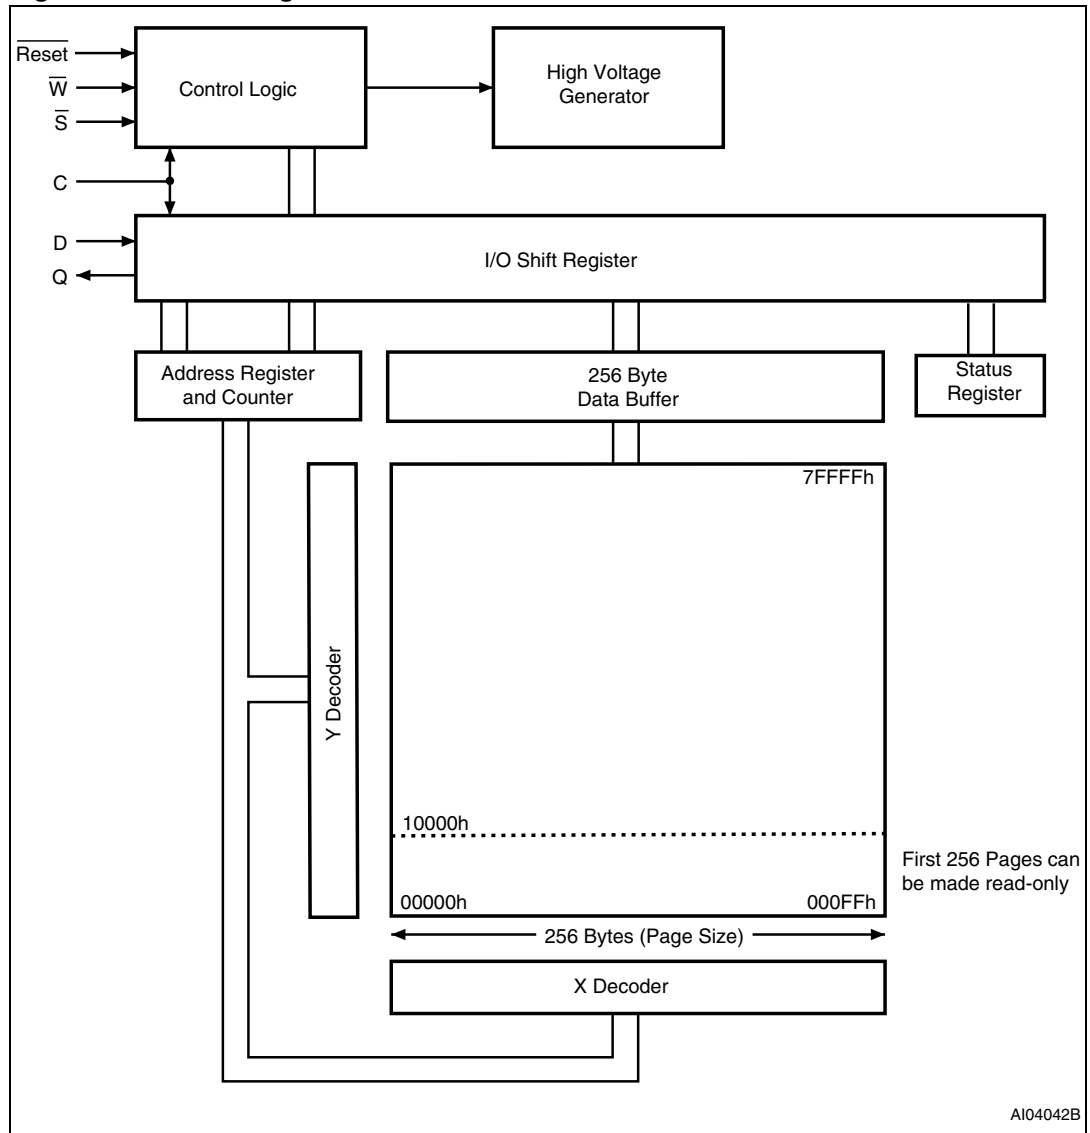 Reset
W
S
C
D
Q
Control Logic
High Voltage
Generator
I/O Shift Register
Address Register
and Counter
256 Byte
Data Buffer
Status
Register
Y Decoder
7FFFFh
10000h
00000h
000FFh
First 256 Pages can
be made read-only
256 Bytes (Page Size)
X Decoder
AI04042B